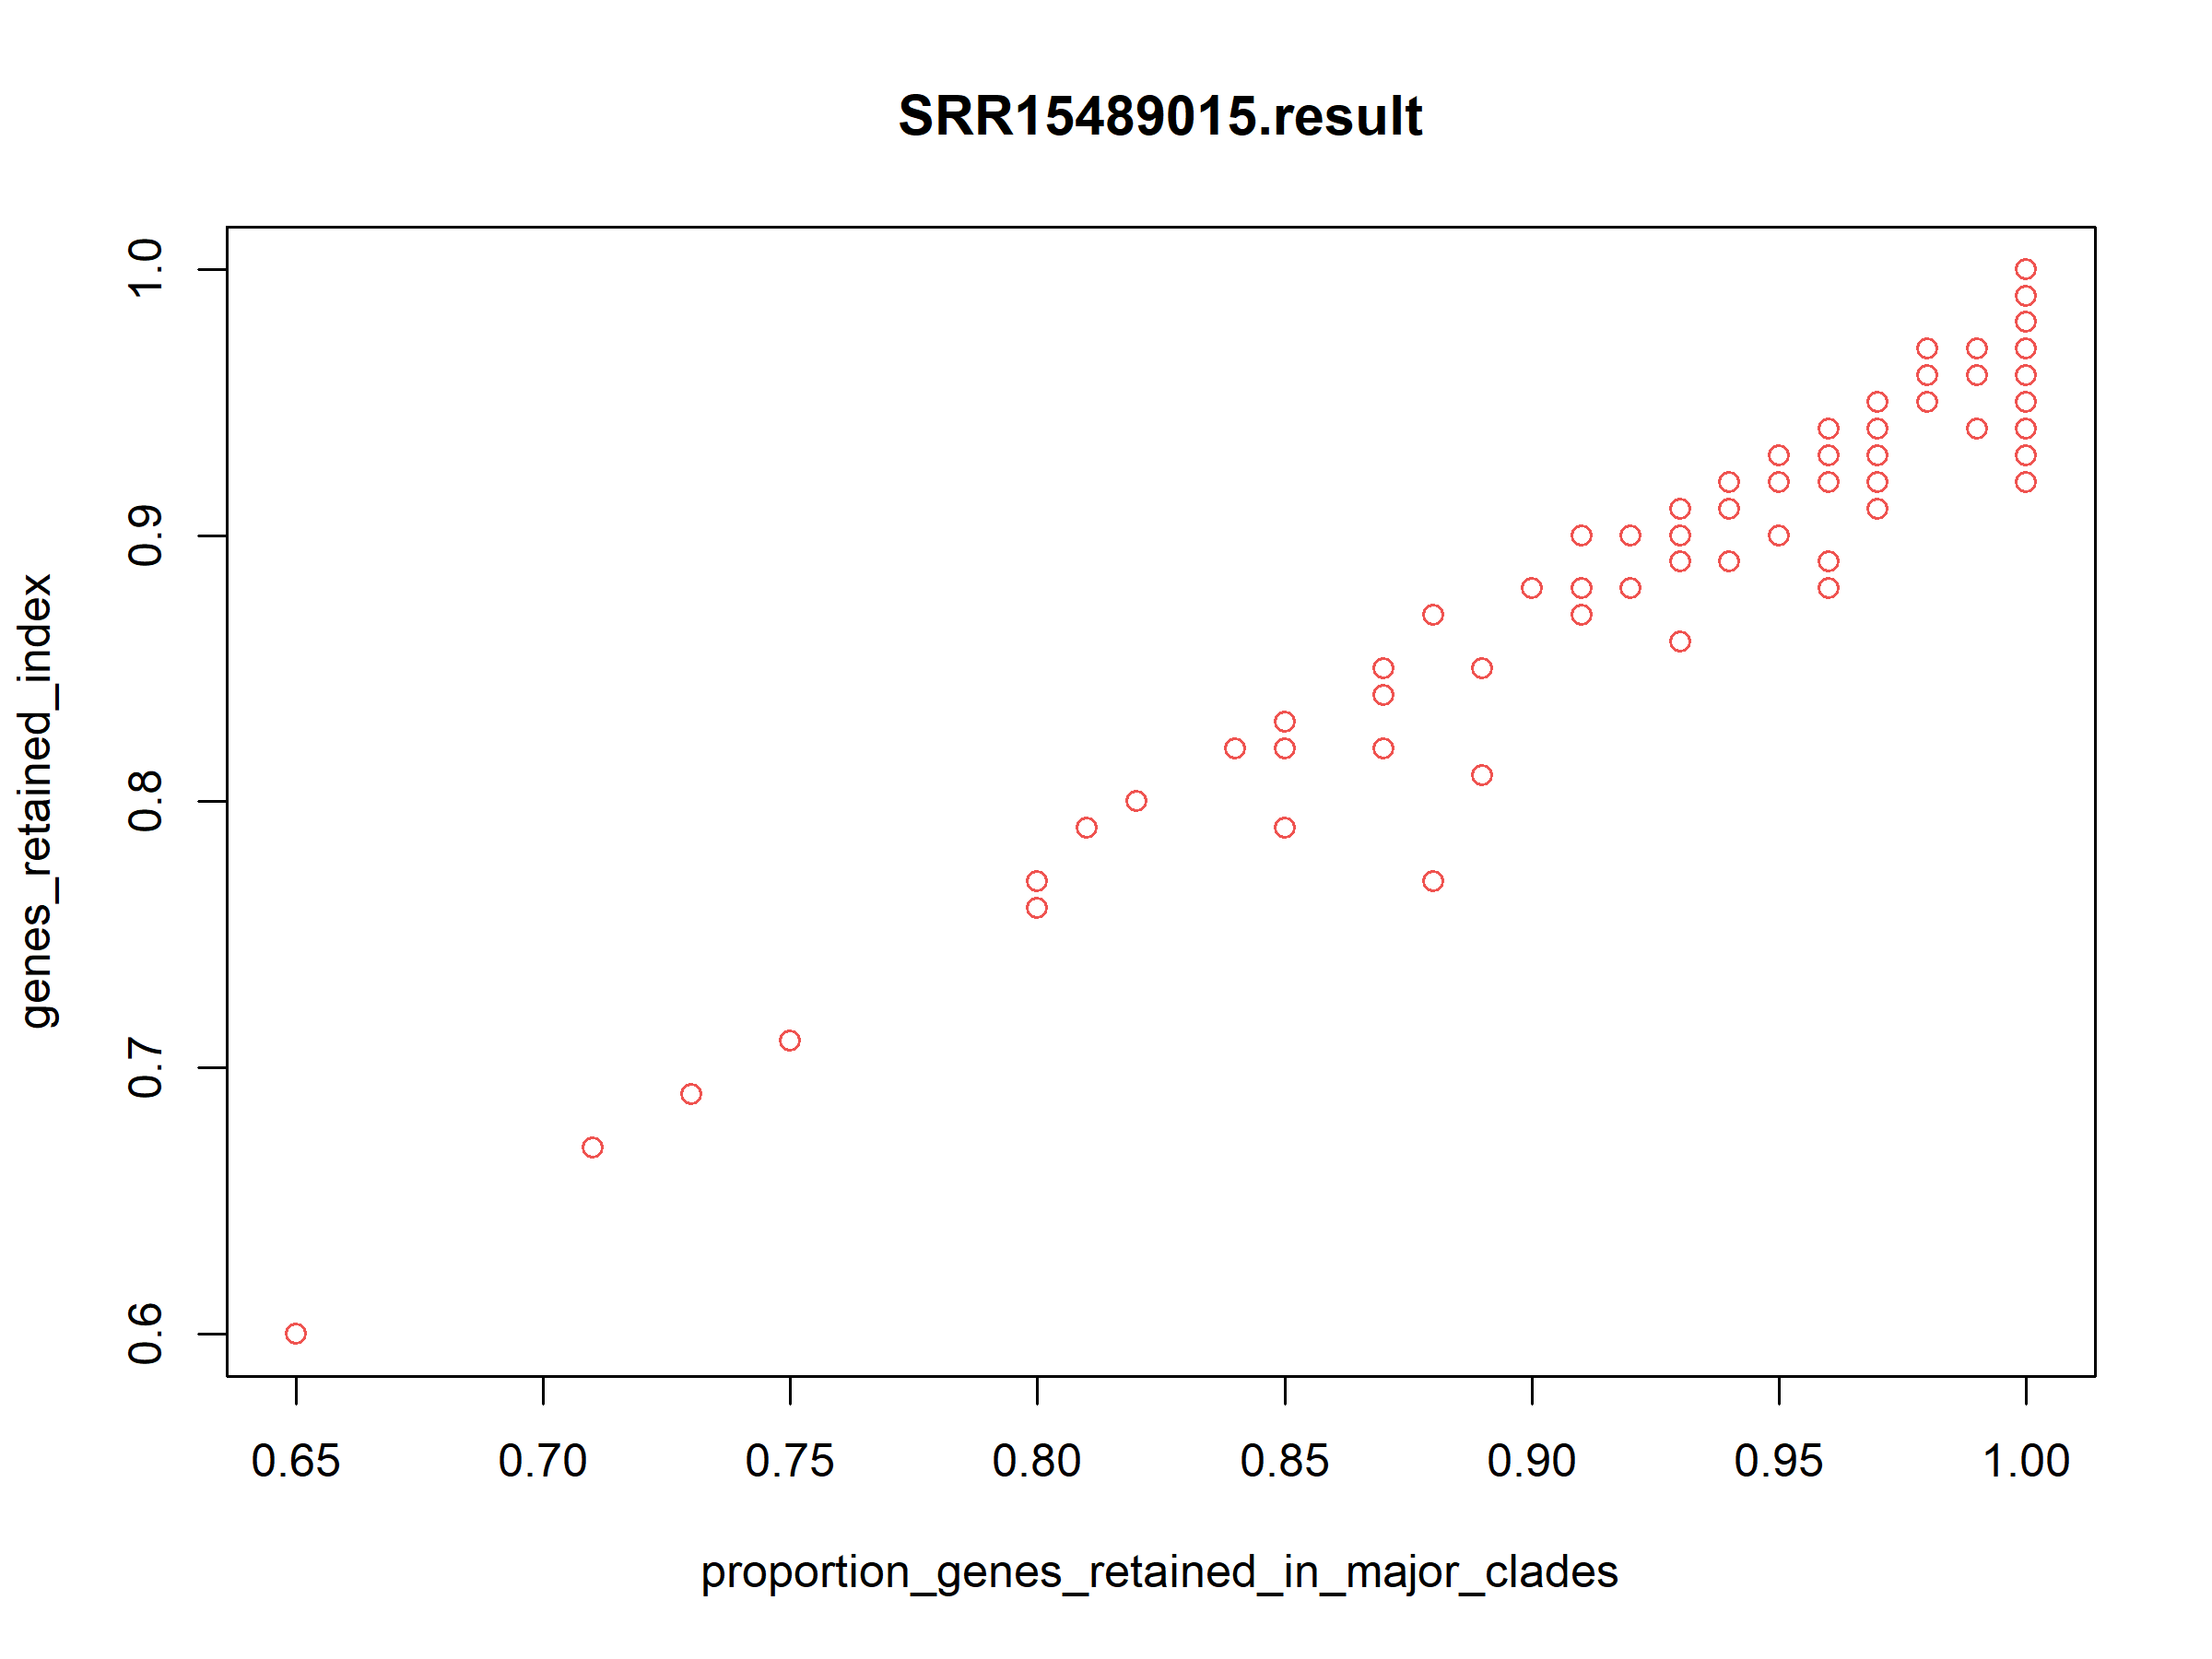 SRR15489015.result
genes_retained_index
1.0
0.9
0.8
0.7
0.6
0.65 0.70 0.75 0.80 0.85 0.90 0.95 1.00
proportion_genes_retained_in_major_clades